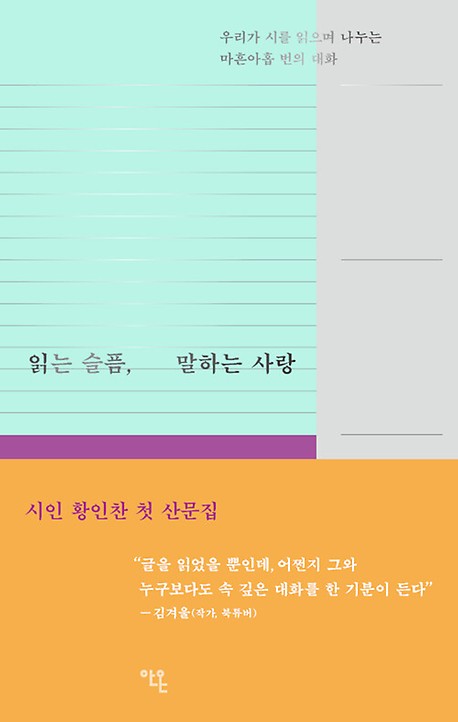 우리가 시를 읽으며 나누는
마흔아홉 번의 대화
읽는 슬픔, 말하는 사랑
시인 황인찬 첫 산문집
“글을 읽었을 뿐인데, 어쩐지 그와
누구보다도 속 깊은 대화를 한 기분이 든다”
—김겨울(작가, 북튜버)
안온